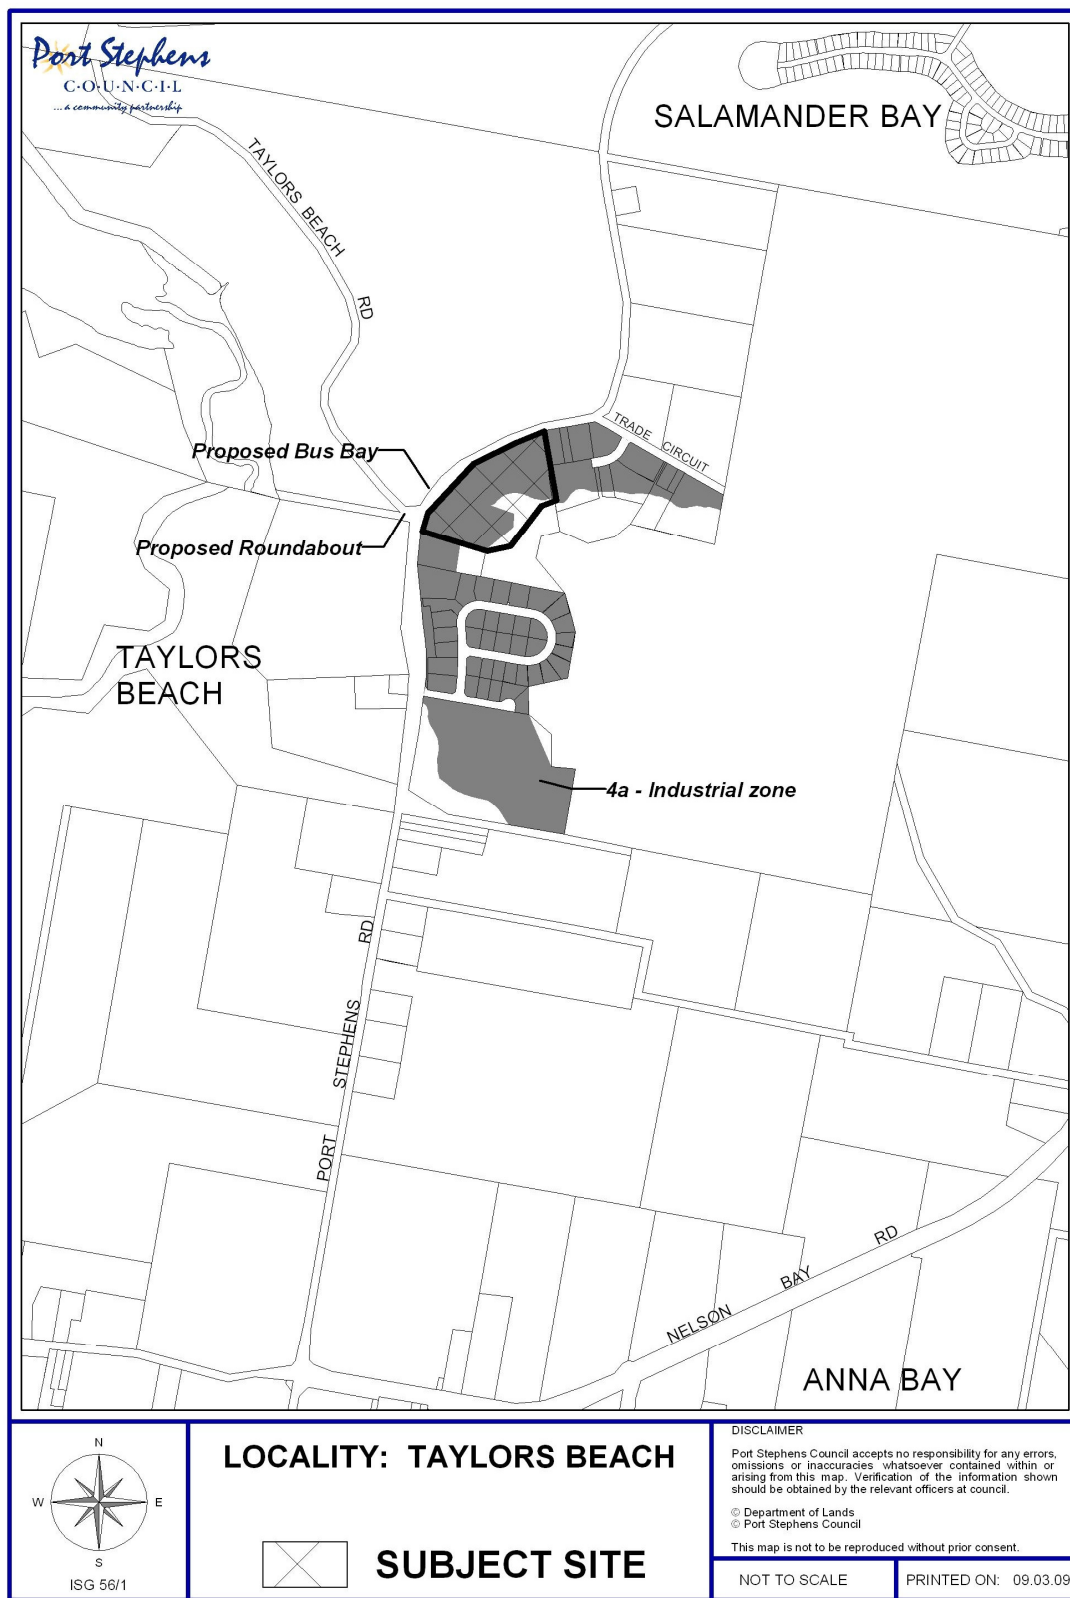 Port Stephens
C·O·U·N·C·I·L
... a community partnership
SALAMANDER BAY
TAYLORS BEACH
RD
TRADE CIRCUIT
Proposed Bus Bay
Proposed Roundabout
TAYLORS
BEACH
4a - Industrial zone
PORT STEPHENS RD
NELSON BAY RD
ANNA BAY
N
W
E
S
ISG 56/1
LOCALITY: TAYLORS BEACH
SUBJECT SITE
DISCLAIMER
Port Stephens Council accepts no responsibility for any errors,
omissions or inaccuracies whatsoever contained within or
arising from this map. Verification of the information shown
should be obtained by the relevant officers at council.
© Department of Lands
© Port Stephens Council
This map is not to be reproduced without prior consent.
NOT TO SCALE
PRINTED ON: 09.03.09